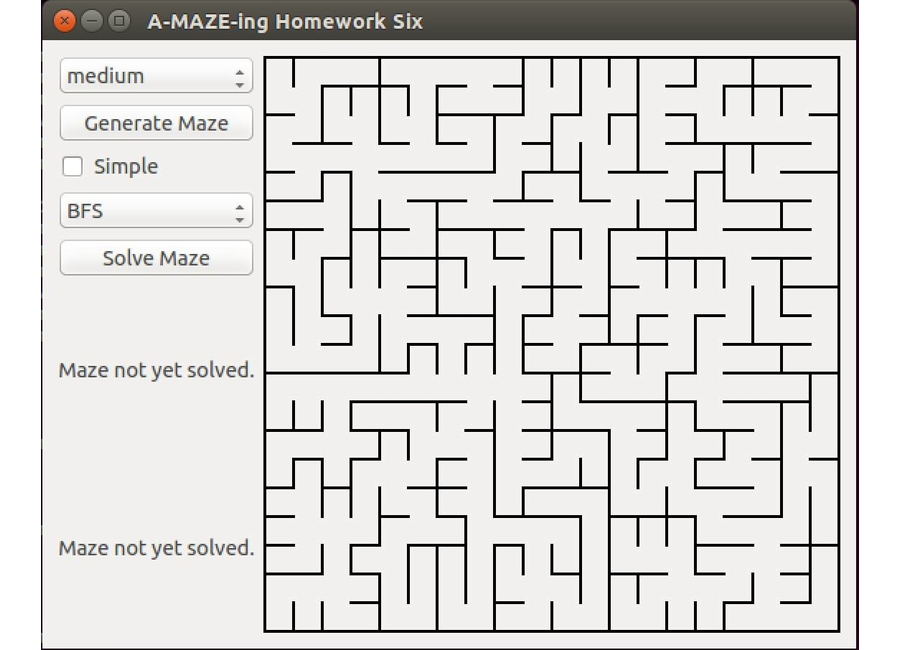 A-MAZE-ing Homework Six
medium
Generate Maze
Simple
BFS
Solve Maze
Maze not yet solved.
Maze not yet solved.